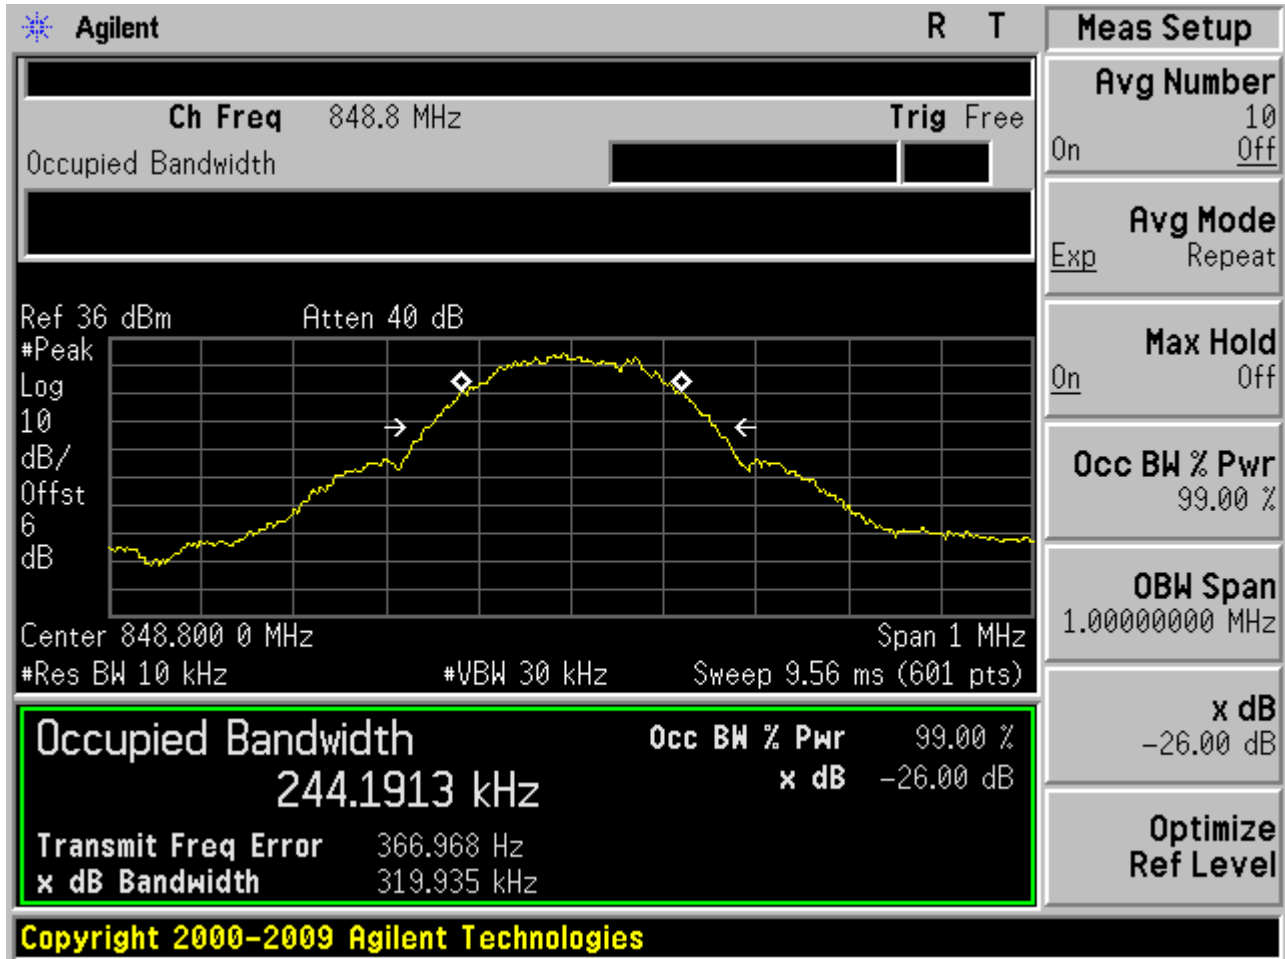 Agilent R T
Ch Freq 848.8 MHz Trig Free
Occupied Bandwidth
Ref 36 dBm Atten 40 dB
#Peak
Log
10
dB/
Offst
6
dB
Center 848.800 0 MHz Span 1 MHz
#Res BW 10 kHz #VBW 30 kHz Sweep 9.56 ms (601 pts)
Occupied Bandwidth Occ BW % Pwr 99.00 %
244.1913 kHz x dB -26.00 dB
Transmit Freq Error 366.968 Hz
x dB Bandwidth 319.935 kHz
Copyright 2000-2009 Agilent Technologies
Meas Setup
Avg Number
10
On Off
Avg Mode
Exp Repeat
Max Hold
On Off
Occ BW % Pwr
99.00 %
OBW Span
1.00000000 MHz
x dB
-26.00 dB
Optimize
Ref Level